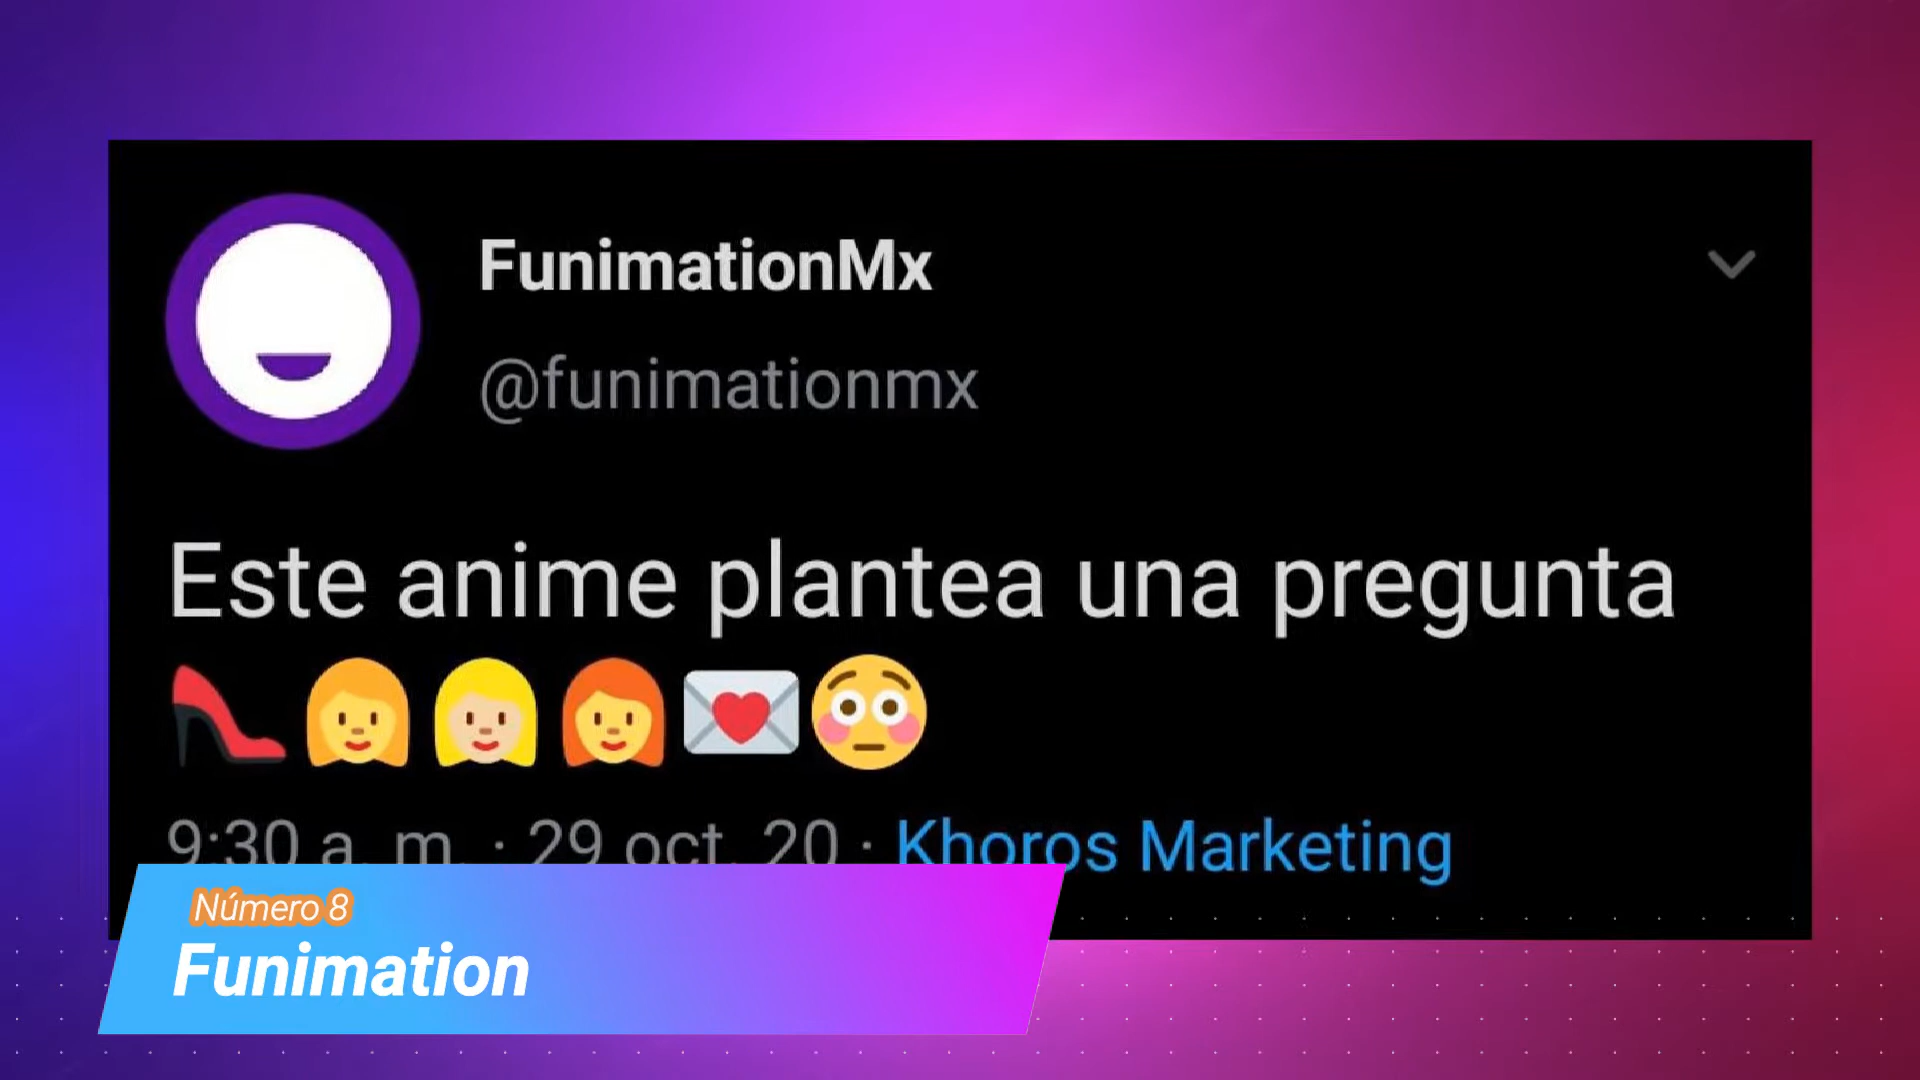 FunimationMx
@funimationmx
Este anime plantea una pregunta
👠👩👩🏼👩‍🦰💌😳
9:30 a. m. · 29 oct. 20 · Khoros Marketing
Número 8
Funimation